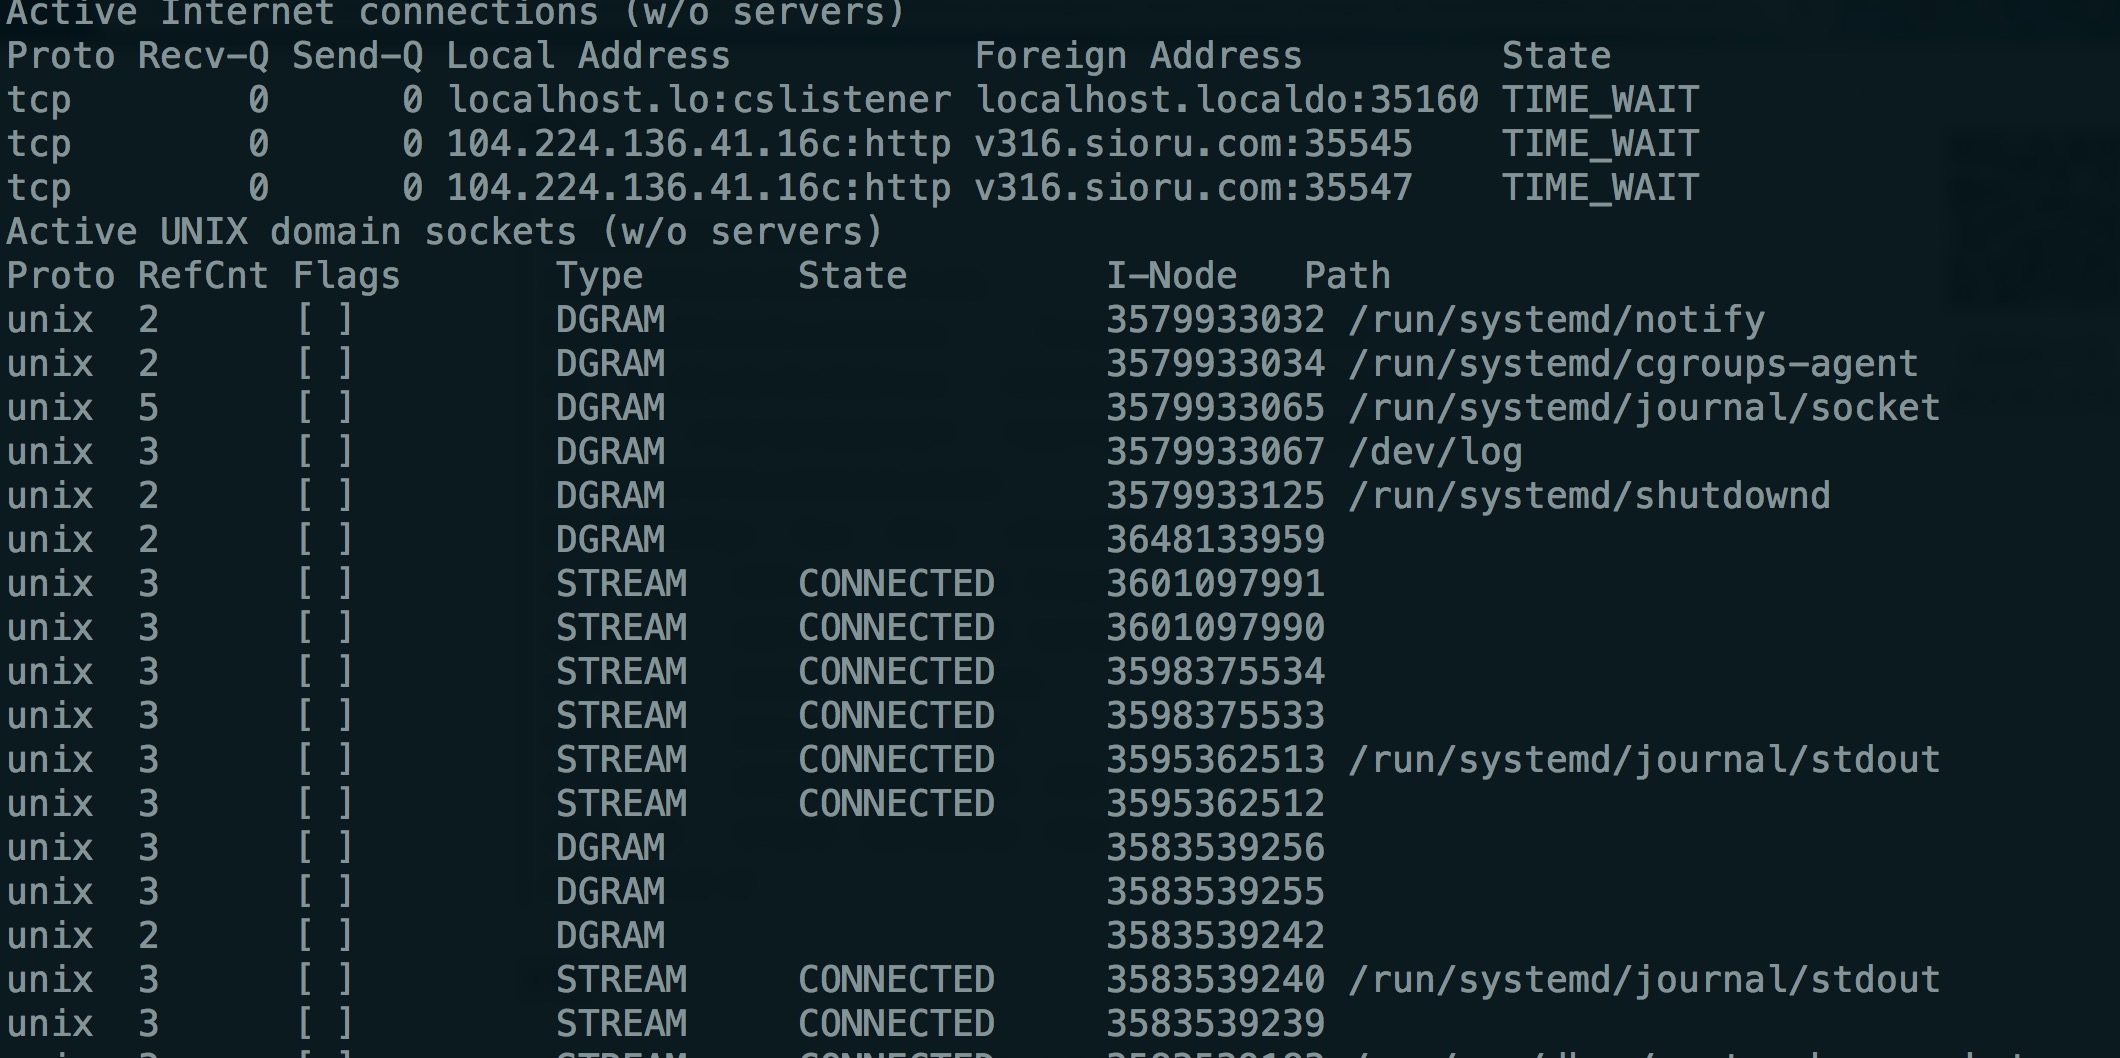 Active Internet connections (w/o servers)
Proto Recv-Q Send-Q Local Address           Foreign Address         State
tcp        0      0 localhost.lo:cslistener localhost.localdo:35160 TIME_WAIT
tcp        0      0 104.224.136.41.16c:http v316.sioru.com:35545    TIME_WAIT
tcp        0      0 104.224.136.41.16c:http v316.sioru.com:35547    TIME_WAIT
Active UNIX domain sockets (w/o servers)
Proto RefCnt Flags       Type       State         I-Node   Path
unix  2      [ ]         DGRAM                    3579933032 /run/systemd/notify
unix  2      [ ]         DGRAM                    3579933034 /run/systemd/cgroups-agent
unix  5      [ ]         DGRAM                    3579933065 /run/systemd/journal/socket
unix  3      [ ]         DGRAM                    3579933067 /dev/log
unix  2      [ ]         DGRAM                    3579933125 /run/systemd/shutdownd
unix  2      [ ]         DGRAM                    3648133959
unix  3      [ ]         STREAM     CONNECTED     3601097991
unix  3      [ ]         STREAM     CONNECTED     3601097990
unix  3      [ ]         STREAM     CONNECTED     3598375534
unix  3      [ ]         STREAM     CONNECTED     3598375533
unix  3      [ ]         STREAM     CONNECTED     3595362513 /run/systemd/journal/stdout
unix  3      [ ]         STREAM     CONNECTED     3595362512
unix  3      [ ]         DGRAM                    3583539256
unix  3      [ ]         DGRAM                    3583539255
unix  2      [ ]         DGRAM                    3583539242
unix  3      [ ]         STREAM     CONNECTED     3583539240 /run/systemd/journal/stdout
unix  3      [ ]         STREAM     CONNECTED     3583539239